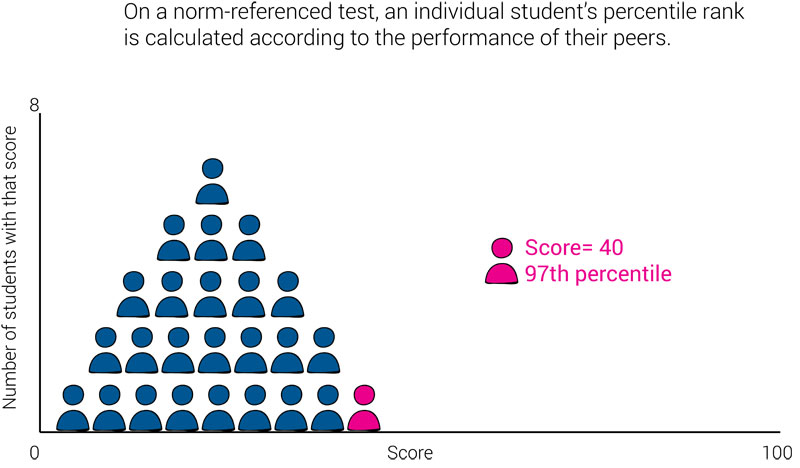 On a norm-referenced test, an individual student’s percentile rank
is calculated according to the performance of their peers.
8
Number of students with that score
Score= 40
97th percentile
0
Score
100